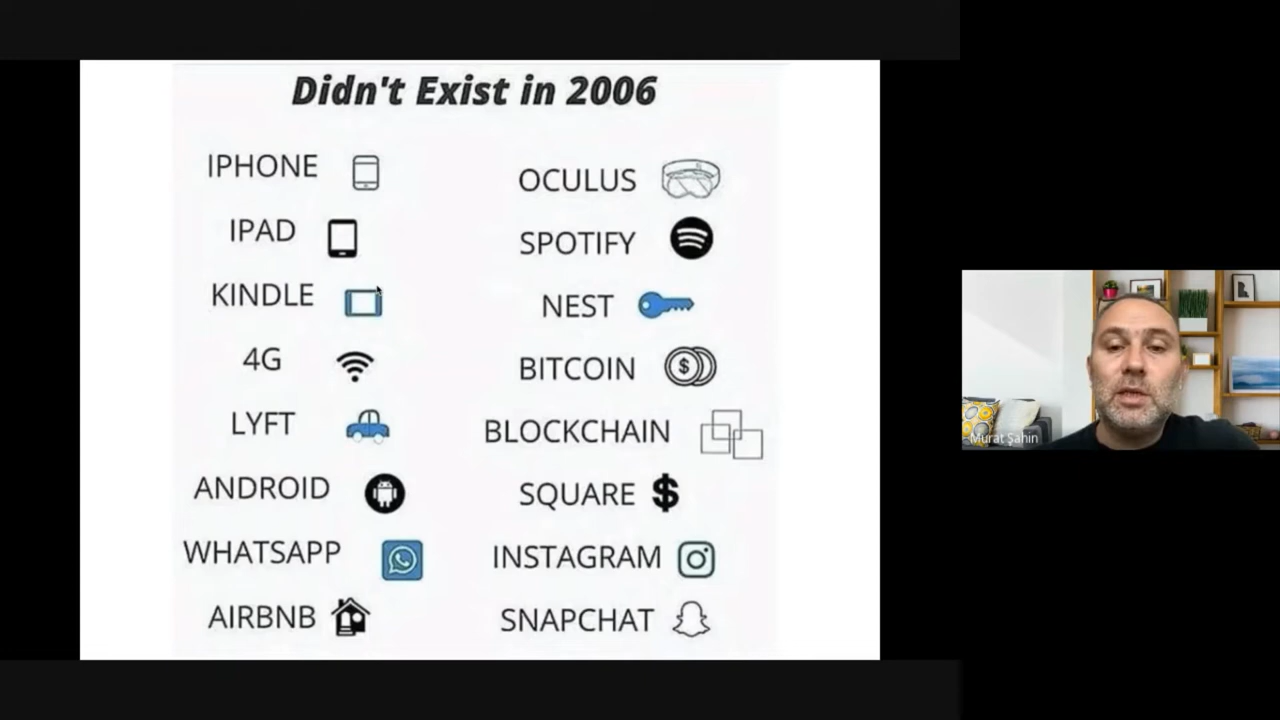 Didn't Exist in 2006
IPHONE
IPAD
KINDLE
4G
LYFT
ANDROID
WHATSAPP
AIRBNB
OCULUS
SPOTIFY
NEST
BITCOIN
BLOCKCHAIN
SQUARE
INSTAGRAM
SNAPCHAT
Murat Şahin